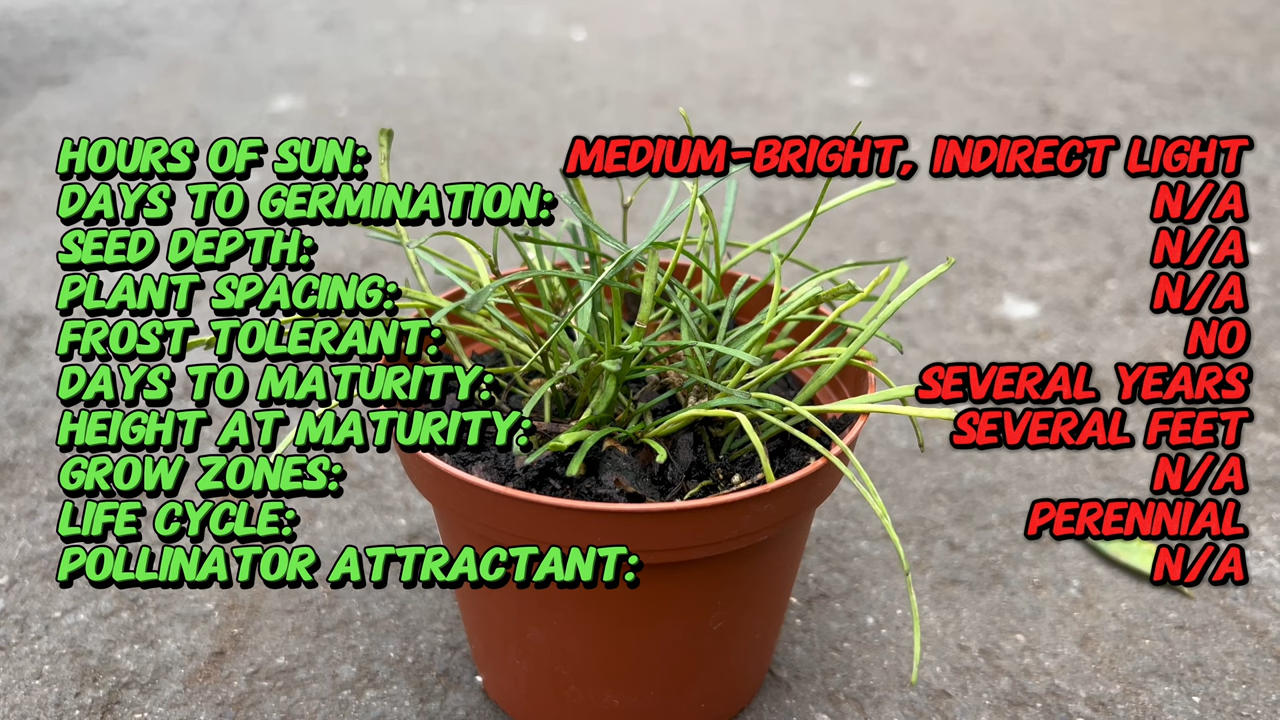 HOURS OF SUN: MEDIUM-BRIGHT, INDIRECT LIGHT
DAYS TO GERMINATION: N/A
SEED DEPTH: N/A
PLANT SPACING: N/A
FROST TOLERANT: NO
DAYS TO MATURITY: SEVERAL YEARS
HEIGHT AT MATURITY: SEVERAL FEET
GROW ZONES: N/A
LIFE CYCLE: PERENNIAL
POLLINATOR ATTRACTANT: N/A